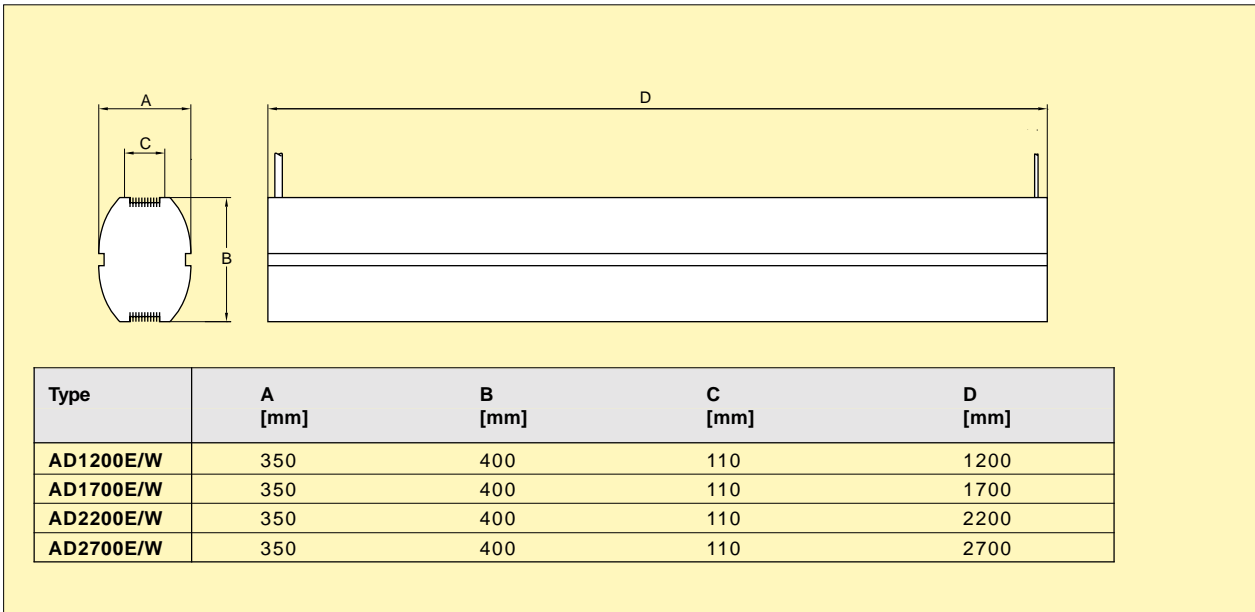 A
D
C
B
Type A B C D
[mm] [mm] [mm] [mm]
AD1200E/W 350 400 110 1200
AD1700E/W 350 400 110 1700
AD2200E/W 350 400 110 2200
AD2700E/W 350 400 110 2700